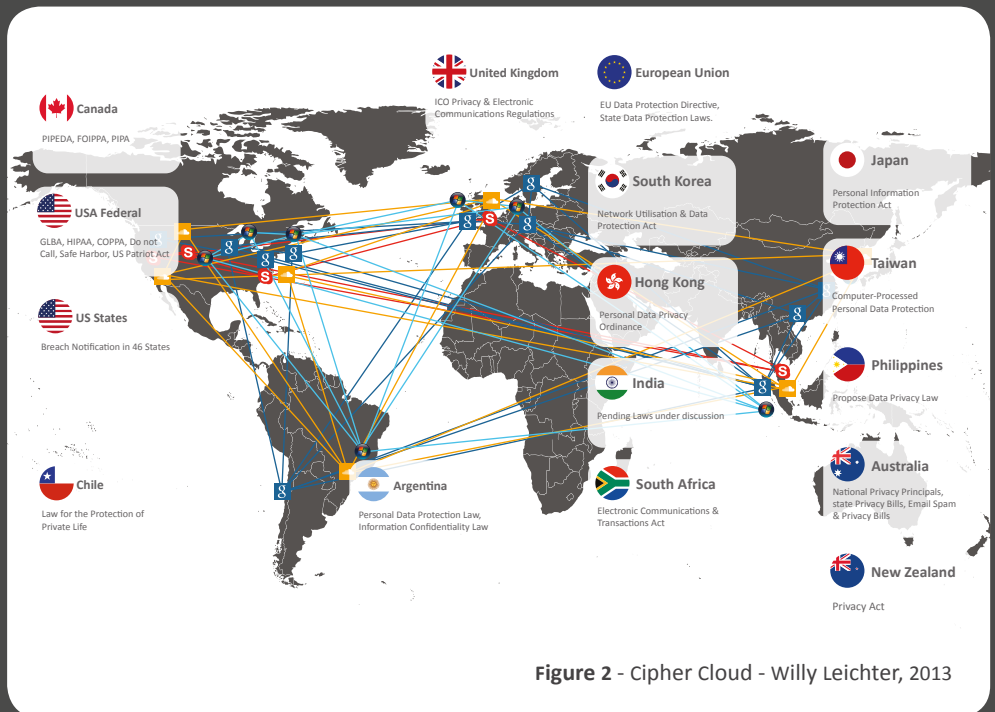 United Kingdom
ICO Privacy & Electronic
Communications Regulations
European Union
EU Data Protection Directive,
State Data Protection Laws.
Canada
PIPEDA, FOIPPA, PIPA
USA Federal
GLBA, HIPAA, COPPA, Do not
Call, Safe Harbor, US Patriot Act
US States
Breach Notification in 46 States
Chile
Law for the Protection of
Private Life
Argentina
Personal Data Protection Law,
Information Confidentiality Law
South Korea
Network Utilisation & Data
Protection Act
Hong Kong
Personal Data Privacy
Ordinance
India
Pending Laws under discussion
South Africa
Electronic Communications &
Transactions Act
Japan
Personal Information
Protection Act
Taiwan
Computer-Processed
Personal Data Protection
Philippines
Propose Data Privacy Law
Australia
National Privacy Principals,
state Privacy Bills, Email Spam
& Privacy Bills
New Zealand
Privacy Act
Figure 2 - Cipher Cloud - Willy Leichter, 2013